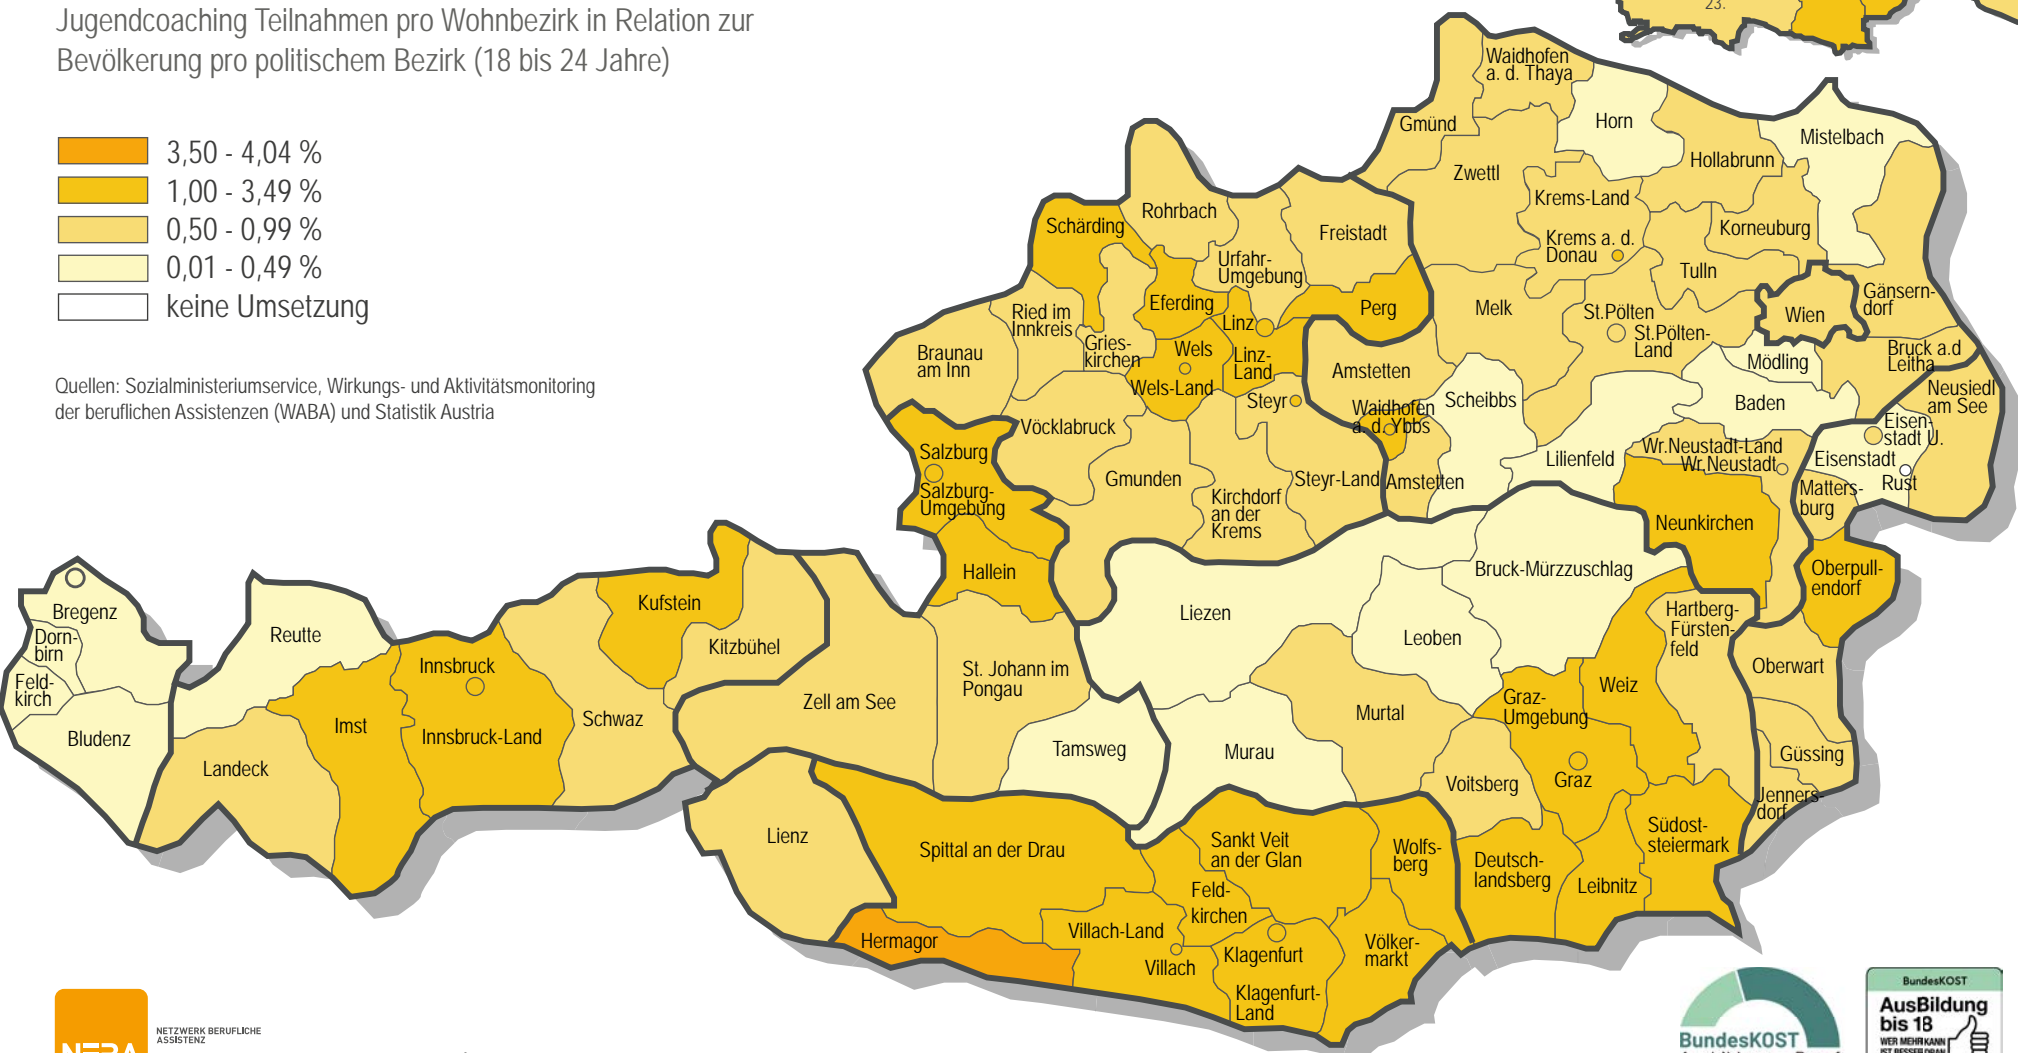 Jugendcoaching Teilnahmen pro Wohnbezirk in Relation zur
Bevölkerung pro politischem Bezirk (18 bis 24 Jahre)
3,50 - 4,04 %
1,00 - 3,49 %
0,50 - 0,99 %
0,01 - 0,49 %
keine Umsetzung
Quellen: Sozialministeriumservice, Wirkungs- und Aktivitätsmonitoring
der beruflichen Assistenzen (WABA) und Statistik Austria
23.
Waidhofen
a. d. Thaya
Gmünd
Horn
Mistelbach
Hollabrunn
Zwettl
Krems-Land
Korneuburg
Krems a. d.
Donau
Tulln
Gänsern-
dorf
Wien
Melk
St.Pölten
St.Pölten-
Land
Mödling
Bruck a.d
Leitha
Neusiedl
am See
Baden
Amstetten
Scheibbs
Waidhofen
a. d. Ybbs
Amstetten
Lilienfeld
Wr.Neustadt-Land
Wr.Neustadt
Neunkirchen
Eisen-
stadt U.
Eisenstadt
Rust
Matters-
burg
Oberpull-
endorf
Oberwart
Güssing
Jenners-
dorf
Rohrbach
Schärding
Freistadt
Urfahr-
Umgebung
Eferding
Perg
Linz
Linz-
Land
Ried im
Innkreis
Gries-
kirchen
Wels
Wels-Land
Braunau
am Inn
Steyr
Vöcklabruck
Gmunden
Kirchdorf
an der
Krems
Steyr-Land
Salzburg
Salzburg-
Umgebung
Hallein
St. Johann im
Pongau
Zell am See
Tamsweg
Bregenz
Dorn-
birn
Feld-
kirch
Bludenz
Reutte
Landeck
Imst
Innsbruck
Innsbruck-Land
Schwaz
Kufstein
Kitzbühel
Lienz
Liezen
Bruck-Mürzzuschlag
Leoben
Hartberg-
Fürsten-
feld
Weiz
Graz-
Umgebung
Graz
Murtal
Murau
Voitsberg
Deutsch-
landsberg
Leibnitz
Südost-
steiermark
Spittal an der Drau
Hermagor
Sankt Veit
an der Glan
Wolfs-
berg
Feld-
kirchen
Villach-Land
Villach
Klagenfurt
Klagenfurt-
Land
Völker-
markt
NEBA
NETZWERK BERUFLICHE
ASSISTENZ
BundesKOST
BundesKOST
AusBildung
bis 18
WER MEHR KANN
IST BESSER DRAN